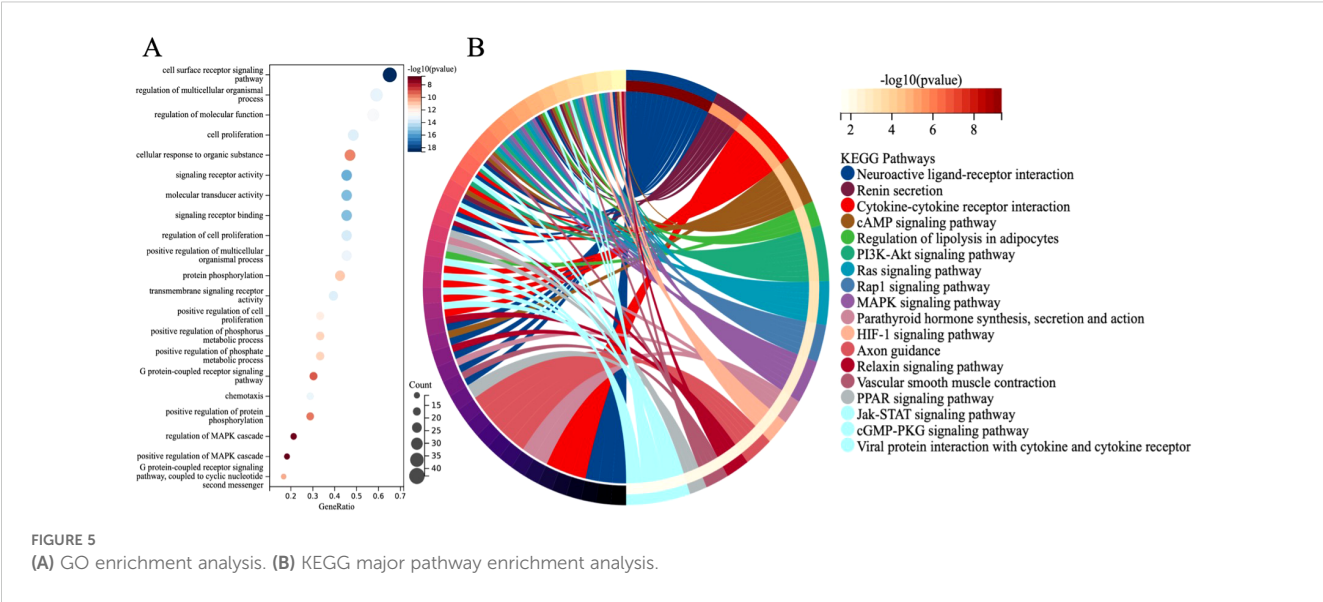 A
B
cell surface receptor signaling
pathway
regulation of multicellular organismal
process
regulation of molecular function
cell proliferation
cellular response to organic substance
signaling receptor activity
molecular transducer activity
signaling receptor binding
regulation of cell proliferation
positive regulation of multicellular
organismal process
protein phosphorylation
transmembrane signaling receptor
activity
positive regulation of cell
proliferation
positive regulation of phosphorus
metabolic process
positive regulation of phosphate
metabolic process
G protein-coupled receptor signaling
pathway
chemotaxis
positive regulation of protein
phosphorylation
regulation of MAPK cascade
positive regulation of MAPK cascade
G protein-coupled receptor signaling
pathway, coupled to cyclic nucleotide
second messenger
0.2 0.3 0.4 0.5 0.6 0.7
GeneRatio
-log10(pvalue)
8
10
12
14
16
18
Count
15
20
25
30
35
40
-log10(pvalue)
2 4 6 8
KEGG Pathways
Neuroactive ligand-receptor interaction
Renin secretion
Cytokine-cytokine receptor interaction
cAMP signaling pathway
Regulation of lipolysis in adipocytes
PI3K-Akt signaling pathway
Ras signaling pathway
Rap1 signaling pathway
MAPK signaling pathway
Parathyroid hormone synthesis, secretion and action
HIF-1 signaling pathway
Axon guidance
Relaxin signaling pathway
Vascular smooth muscle contraction
PPAR signaling pathway
Jak-STAT signaling pathway
cGMP-PKG signaling pathway
Viral protein interaction with cytokine and cytokine receptor
FIGURE 5
(A) GO enrichment analysis. (B) KEGG major pathway enrichment analysis.